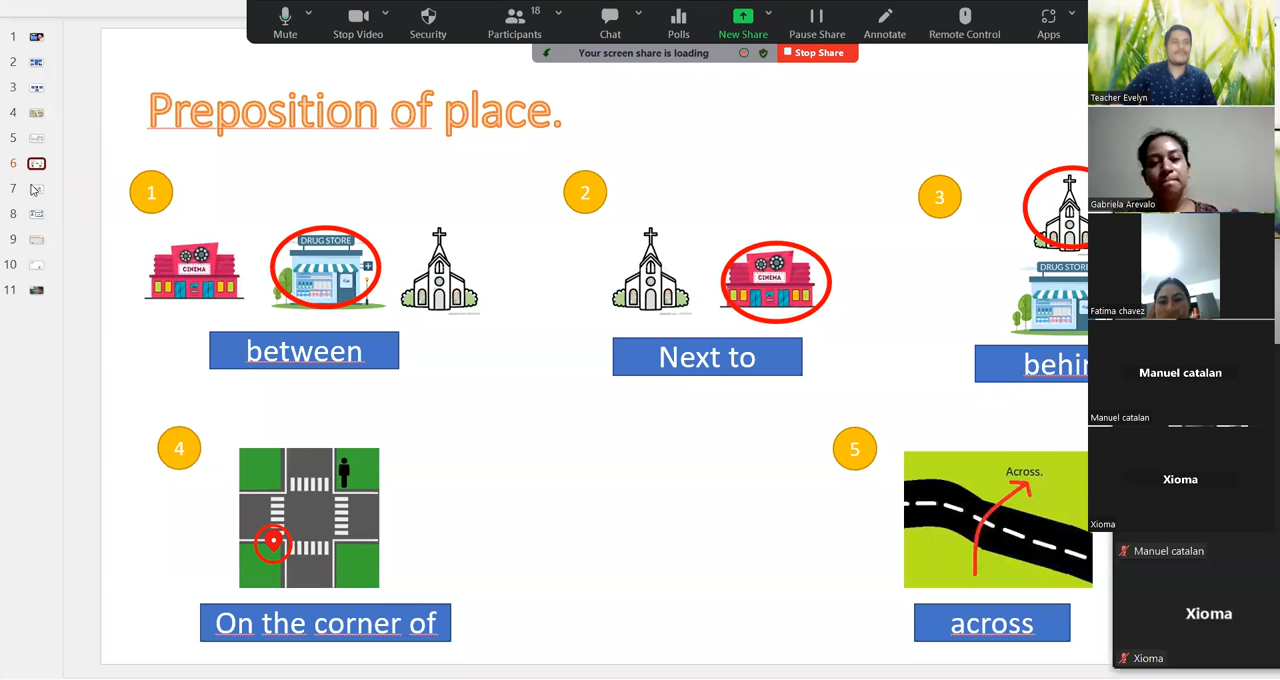 18
Mute
Stop Video
Security
Participants
Chat
Polls
New Share
Pause Share
Annotate
Remote Control
Apps
Your screen share is loading
Stop Share
1
2
3
4
5
6
7
8
9
10
11
Preposition of place.
1
CINEMA
DRUG STORE
between
2
CINEMA
Next to
3
DRUG STORE
behin
4
On the corner of
5
Across.
across
Teacher Evelyn
Gabriela Arevalo
Fatima chavez
Manuel catalan
Manuel catalan
Xioma
Xioma
Manuel catalan
Xioma
Xioma